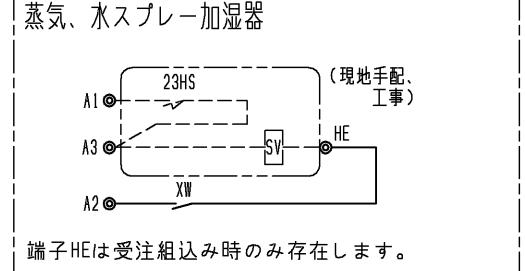 蒸気、水スプレー加湿器
(現地手配、
工事)
23HS
A1
A3
SV
HE
A2
XW
端子HEは受注組込み時のみ存在します。